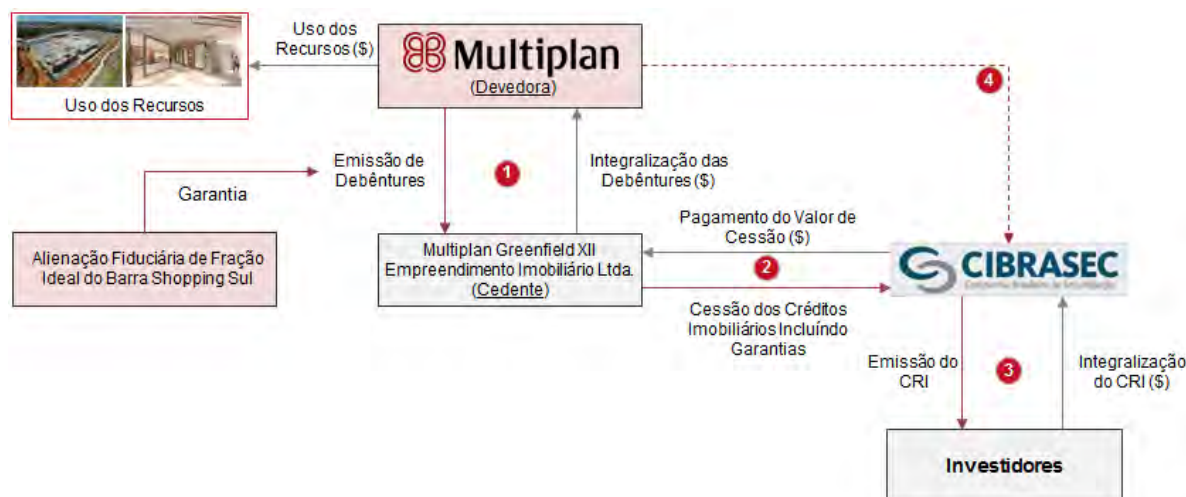 Uso dos
Recursos ($)
Multiplan
(Devedora)
4
Uso dos Recursos
Emissão de
Debêntures
1
Integralização das
Debêntures ($)
Garantia
Pagamento do Valor de
Cessão ($)
Alienação Fiduciária de Fração
Ideal do Barra Shopping Sul
Multiplan Greenfield XII
Empreendimento Imobiliário Ltda.
(Cedente)
2
CIBRASEC
Cessão dos Créditos
Imobiliários Incluíndo
Garantias
Emissão do
CRI
3
Integralização
do CRI ($)
Investidores